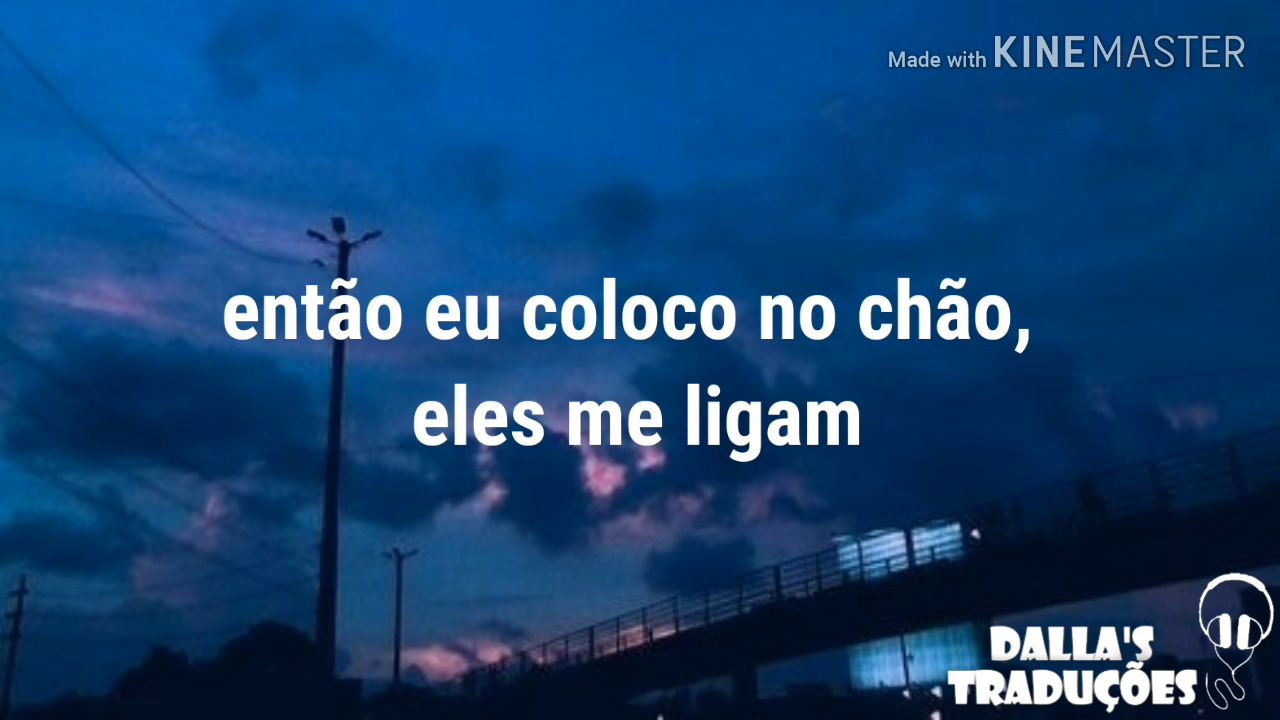 Made with KINEMASTER
então eu coloco no chão,
eles me ligam
DALLA'S
TRADUÇÕES